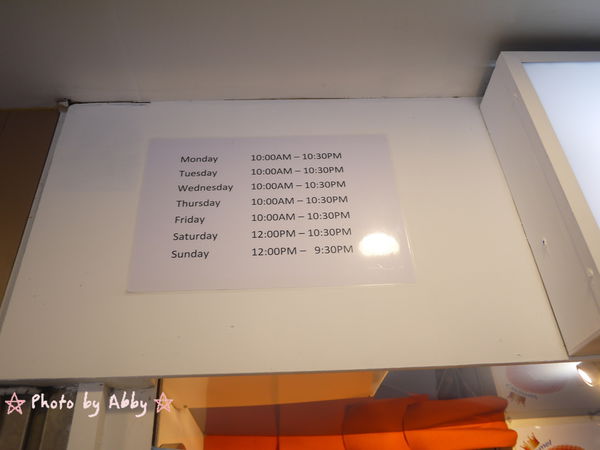 Monday 10:00AM – 10:30PM
Tuesday 10:00AM – 10:30PM
Wednesday 10:00AM – 10:30PM
Thursday 10:00AM – 10:30PM
Friday 10:00AM – 10:30PM
Saturday 12:00PM – 10:30PM
Sunday 12:00PM – 9:30PM
☆ Photo by Abby ☆